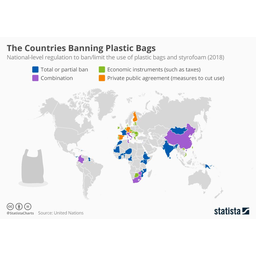 The Countries Banning Plastic Bags
National-level regulation to ban/limit the use of plastic bags and styrofoam (2018)
Total or partial ban
Economic instruments (such as taxes)
Combination
Private public agreement (measures to cut use)
@StatistaCharts Source: United Nations
statista